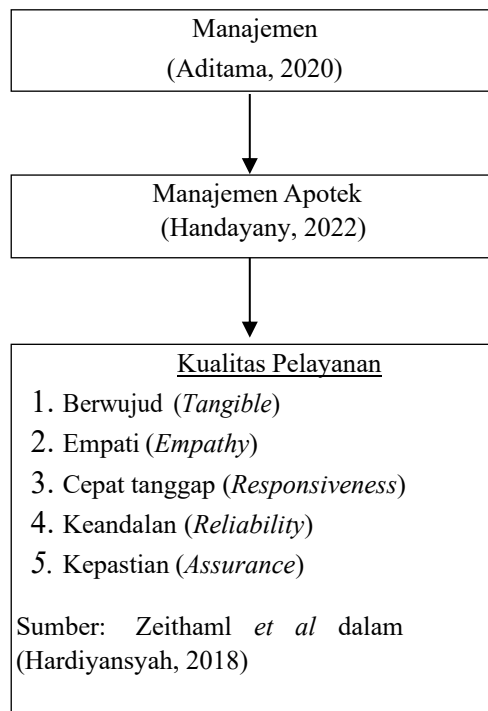 Manajemen
(Aditama, 2020)
Manajemen Apotek
(Handayany, 2022)
Kualitas Pelayanan
1. Berwujud (Tangible)
2. Empati (Empathy)
3. Cepat tanggap (Responsiveness)
4. Keandalan (Reliability)
5. Kepastian (Assurance)
Sumber: Zeithaml et al dalam
(Hardiyansyah, 2018)